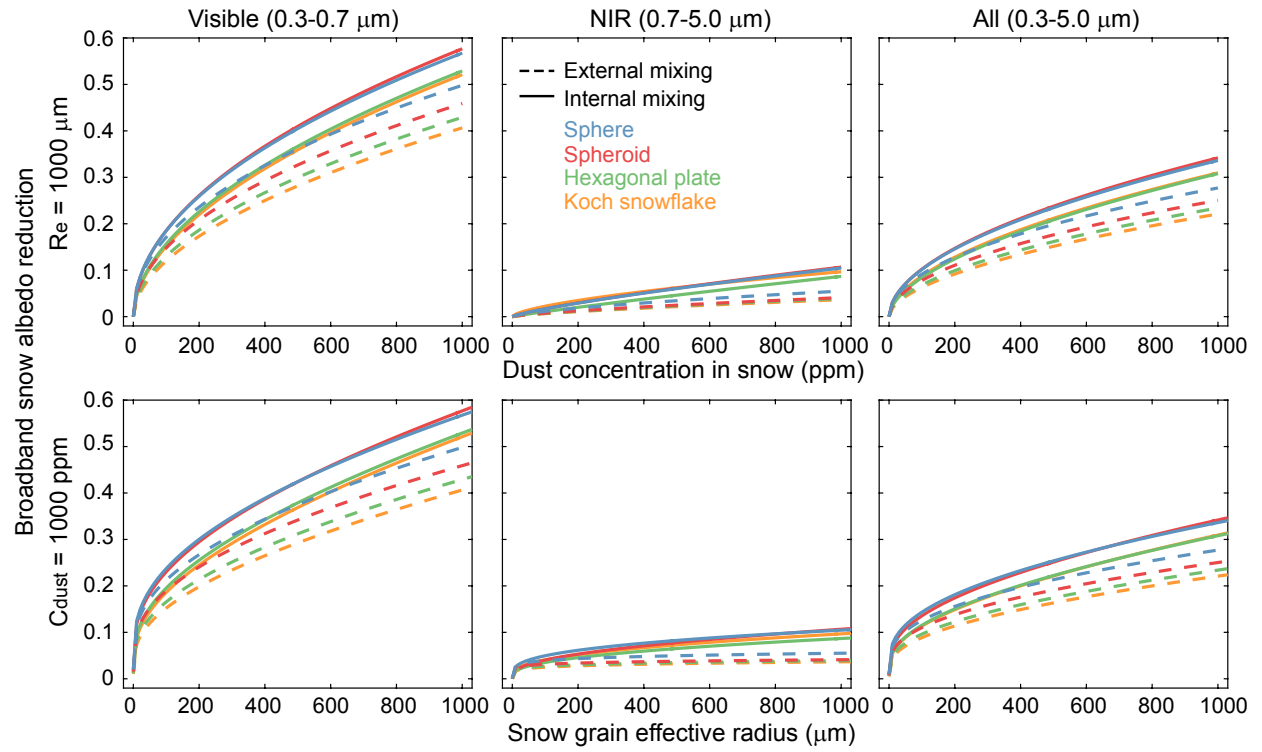 Visible (0.3-0.7 μm)
NIR (0.7-5.0 μm)
All (0.3-5.0 μm)
Broadband snow albedo reduction
Re = 1000 μm
0.6
0.5
0.4
0.3
0.2
0.1
0
0 200 400 600 800 1000
External mixing
Internal mixing
Sphere
Spheroid
Hexagonal plate
Koch snowflake
0 200 400 600 800 1000
0 200 400 600 800 1000
Dust concentration in snow (ppm)
Cdust = 1000 ppm
0.6
0.5
0.4
0.3
0.2
0.1
0
0 200 400 600 800 1000
0 200 400 600 800 1000
0 200 400 600 800 1000
Snow grain effective radius (μm)